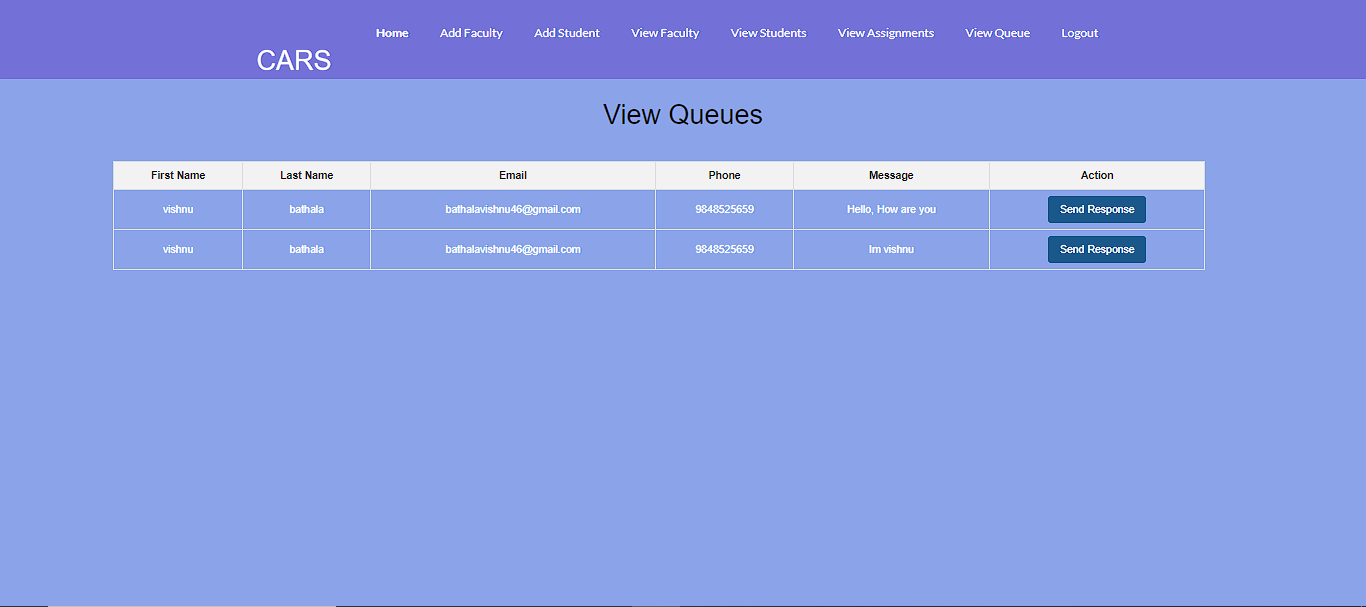 Home Add Faculty Add Student View Faculty View Students View Assignments View Queue Logout
CARS
View Queues
First Name Last Name Email Phone Message Action
vishnu bathala bathalavishnu46@gmail.com 9848525659 Hello, How are you Send Response
vishnu bathala bathalavishnu46@gmail.com 9848525659 Im vishnu Send Response